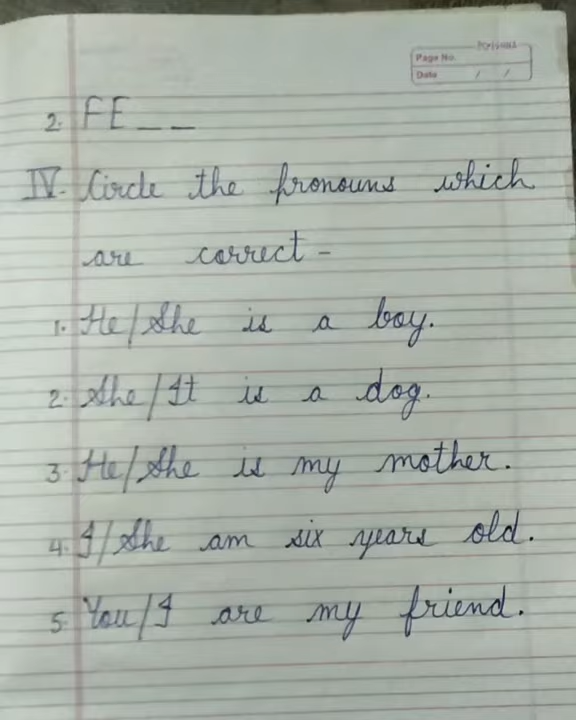 Page No.
Date / /
2. FE _ _
IV. Circle the pronouns which
are correct -
1. He/She is a boy.
2. She/It is a dog.
3. He/She is my mother.
4. I/She am six years old.
5. You/I are my friend.